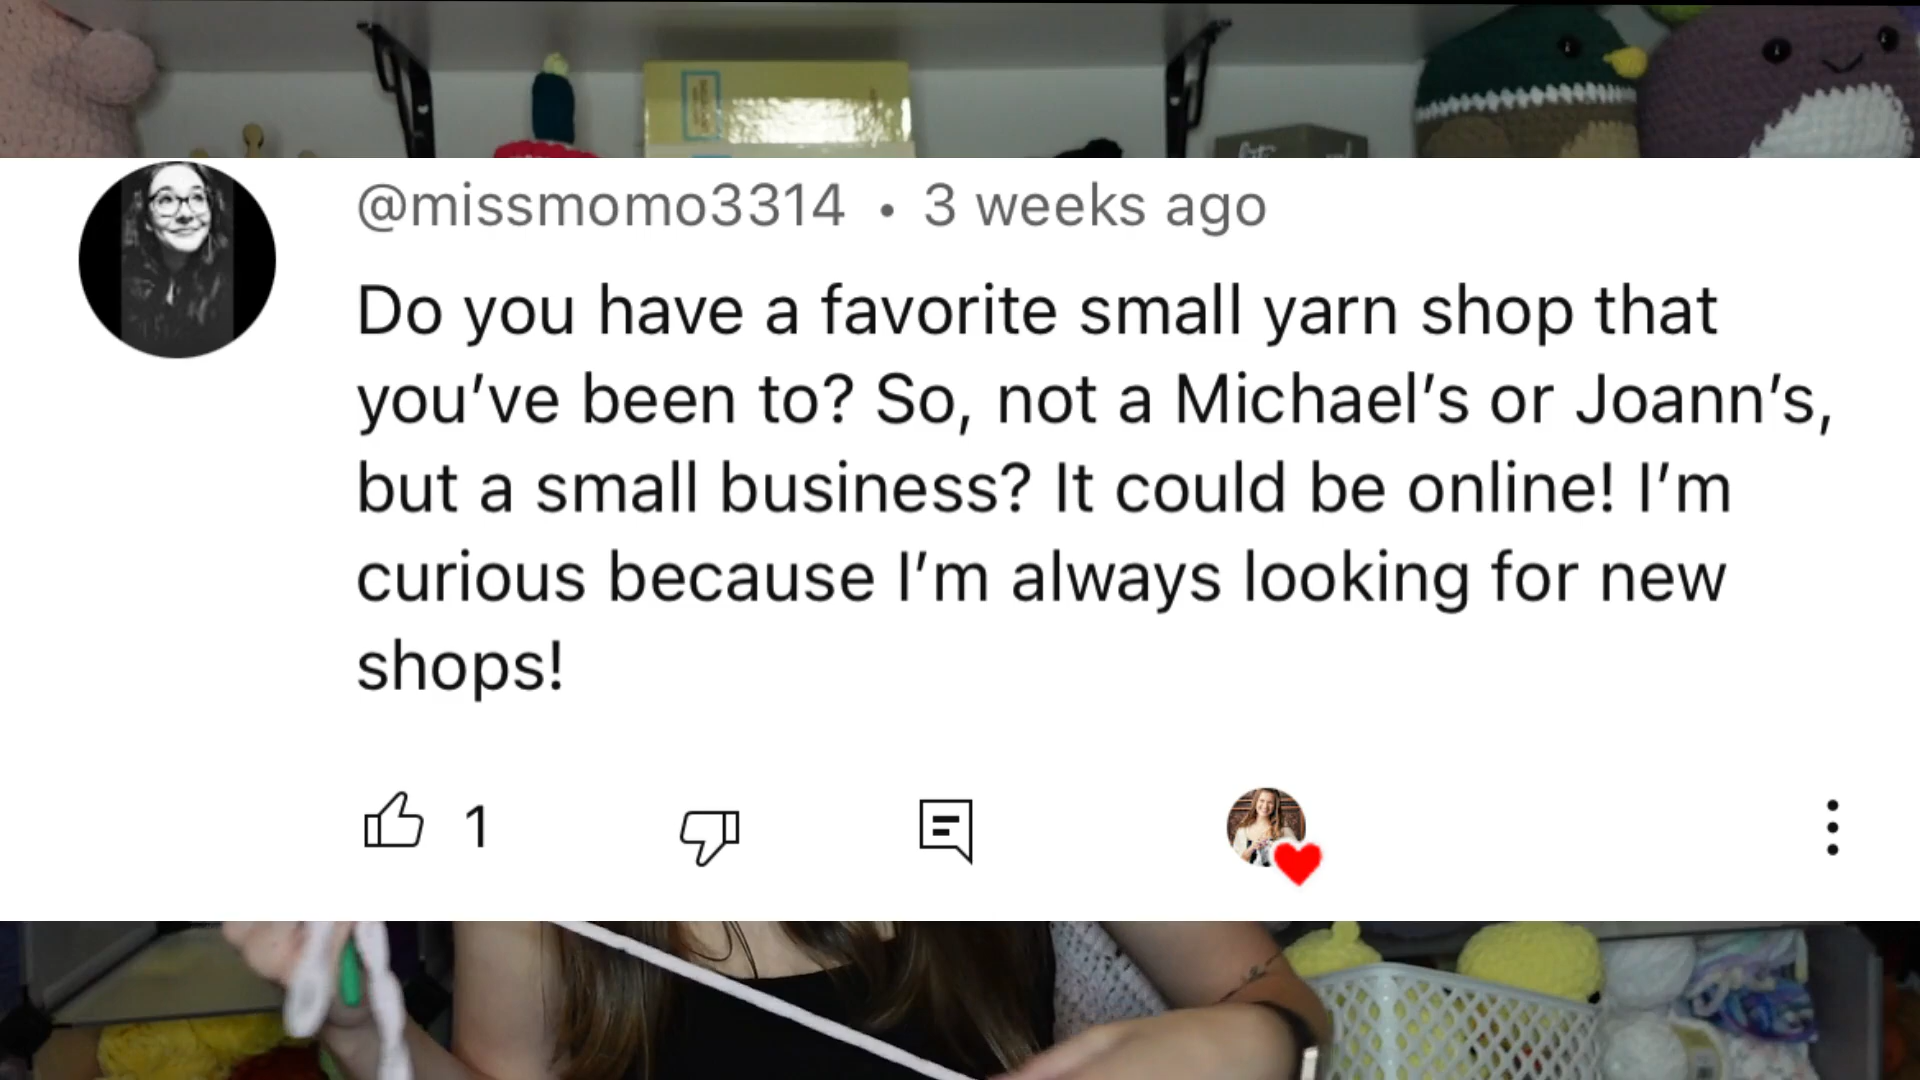 @missmomo3314 • 3 weeks ago
Do you have a favorite small yarn shop that
you’ve been to? So, not a Michael’s or Joann’s,
but a small business? It could be online! I’m
curious because I’m always looking for new
shops!
1